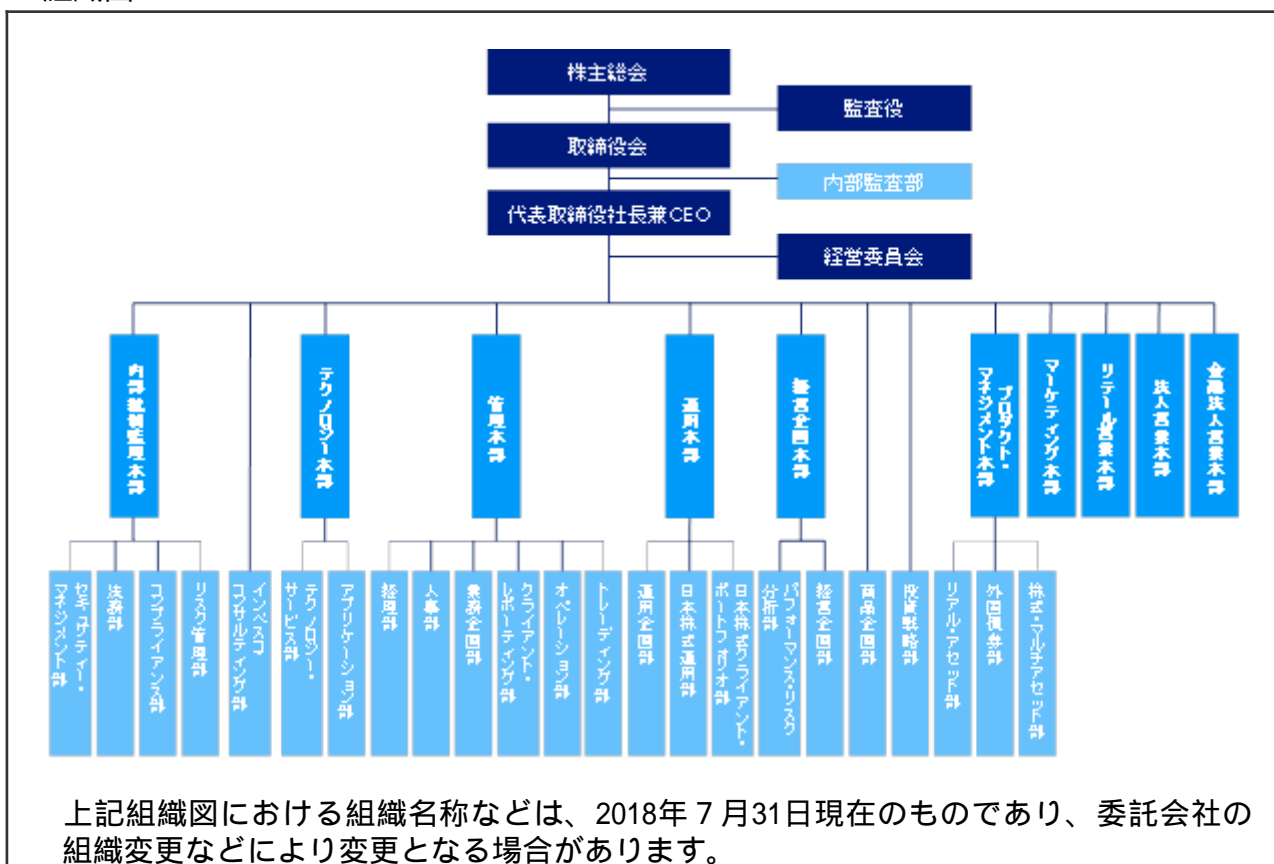 株主総会
監査役
取締役会
内部監査部
代表取締役社長兼CEO
経営委員会
内部統制監理本部
テクノロジー本部
管理本部
運用本部
経営企画本部
プロダクト・
マネジメント本部
マーケティング本部
リテール営業本部
法人営業本部
金融法人営業本部
セキュリティー・
マネジメント部
法務部
コンプライアンス部
リスク管理部
インベスコ
コンサルティング部
テクノロジー・
サービス部
アプリケーション部
経理部
人事部
業務企画部
クライアント・
レポーティング部
オペレーション部
トレーディング部
運用企画部
日本株式運用部
日本株式クライアント・
ポートフォリオ部
パフォーマンス・リスク
分析部
経営企画部
商品企画部
投資戦略部
リアル・アセット部
外国債券部
株式・マルチアセット部
上記組織図における組織名称などは、2018年7月31日現在のものであり、委託会社の
組織変更などにより変更となる場合があります。